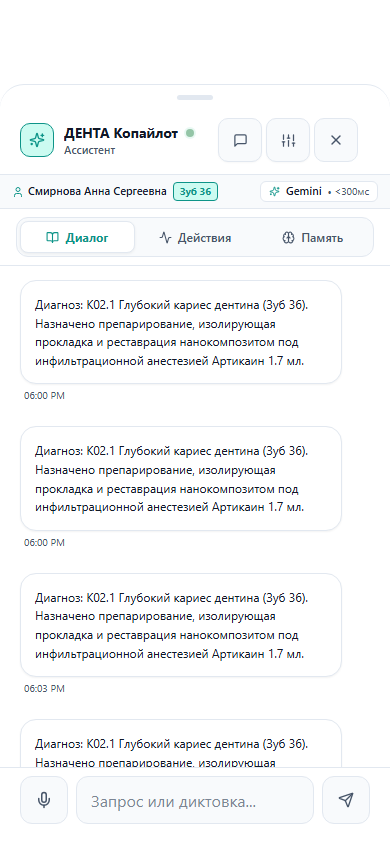 ДЕНТА Копайлот
Ассистент
Смирнова Анна Сергеевна Зуб 36 Gemini • <300мс
Диалог Действия Память
Диагноз: K02.1 Глубокий кариес дентина (Зуб 36).
Назначено препарирование, изолирующая
прокладка и реставрация нанокомпозитом под
инфильтрационной анестезией Артикаин 1.7 мл.
06:00 PM
Диагноз: K02.1 Глубокий кариес дентина (Зуб 36).
Назначено препарирование, изолирующая
прокладка и реставрация нанокомпозитом под
инфильтрационной анестезией Артикаин 1.7 мл.
06:00 PM
Диагноз: K02.1 Глубокий кариес дентина (Зуб 36).
Назначено препарирование, изолирующая
прокладка и реставрация нанокомпозитом под
инфильтрационной анестезией Артикаин 1.7 мл.
06:03 PM
Диагноз: K02.1 Глубокий кариес дентина (Зуб 36).
Назначено препарирование, изолирующая
Запрос или диктовка...